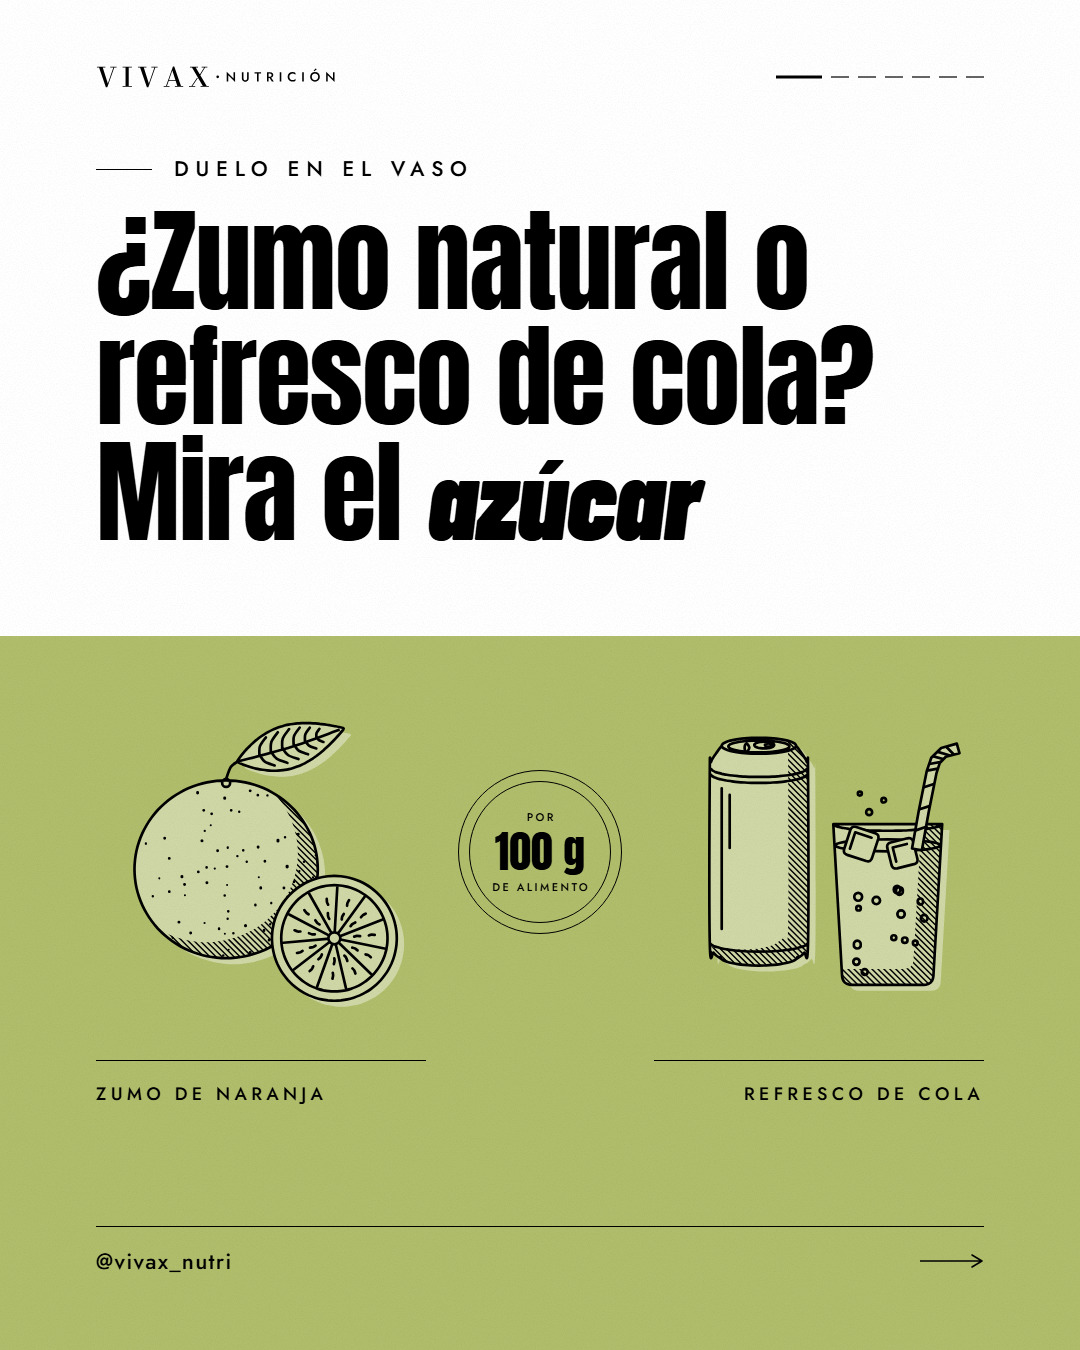 VIVAX·NUTRICIÓN
DUELO EN EL VASO
¿Zumo natural o
refresco de cola?
Mira el azúcar
POR
100 g
DE ALIMENTO
ZUMO DE NARANJA
REFRESCO DE COLA
@vivax_nutri